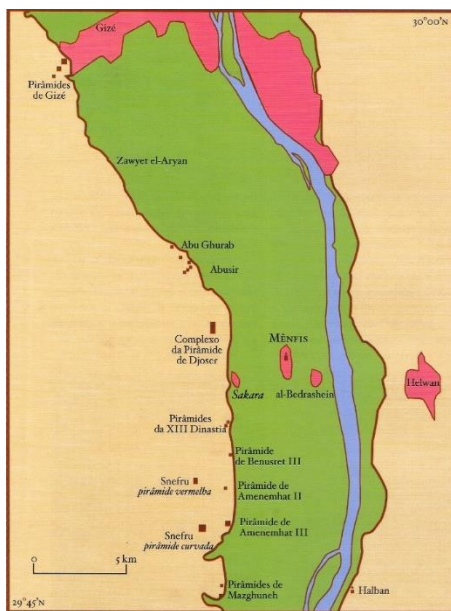 Gizé
30°00'N
Pirâmides
de Gizé
Zawyet el-Aryan
Abu Ghurab
Abusir
Complexo
da Pirâmide
de Djoser
MÊNFIS
Sakara
al-Bedrashein
Helwan
Pirâmides
da XIII Dinastia
Pirâmide
de Benustet III
Snefru
pirâmide vermelha
Pirâmide de
Amenemhat II
Snefru
pirâmide curvada
Pirâmide de
Amenemhat III
0
5 km
Pirâmides de
Mazghuneh
Halban
29°45'N